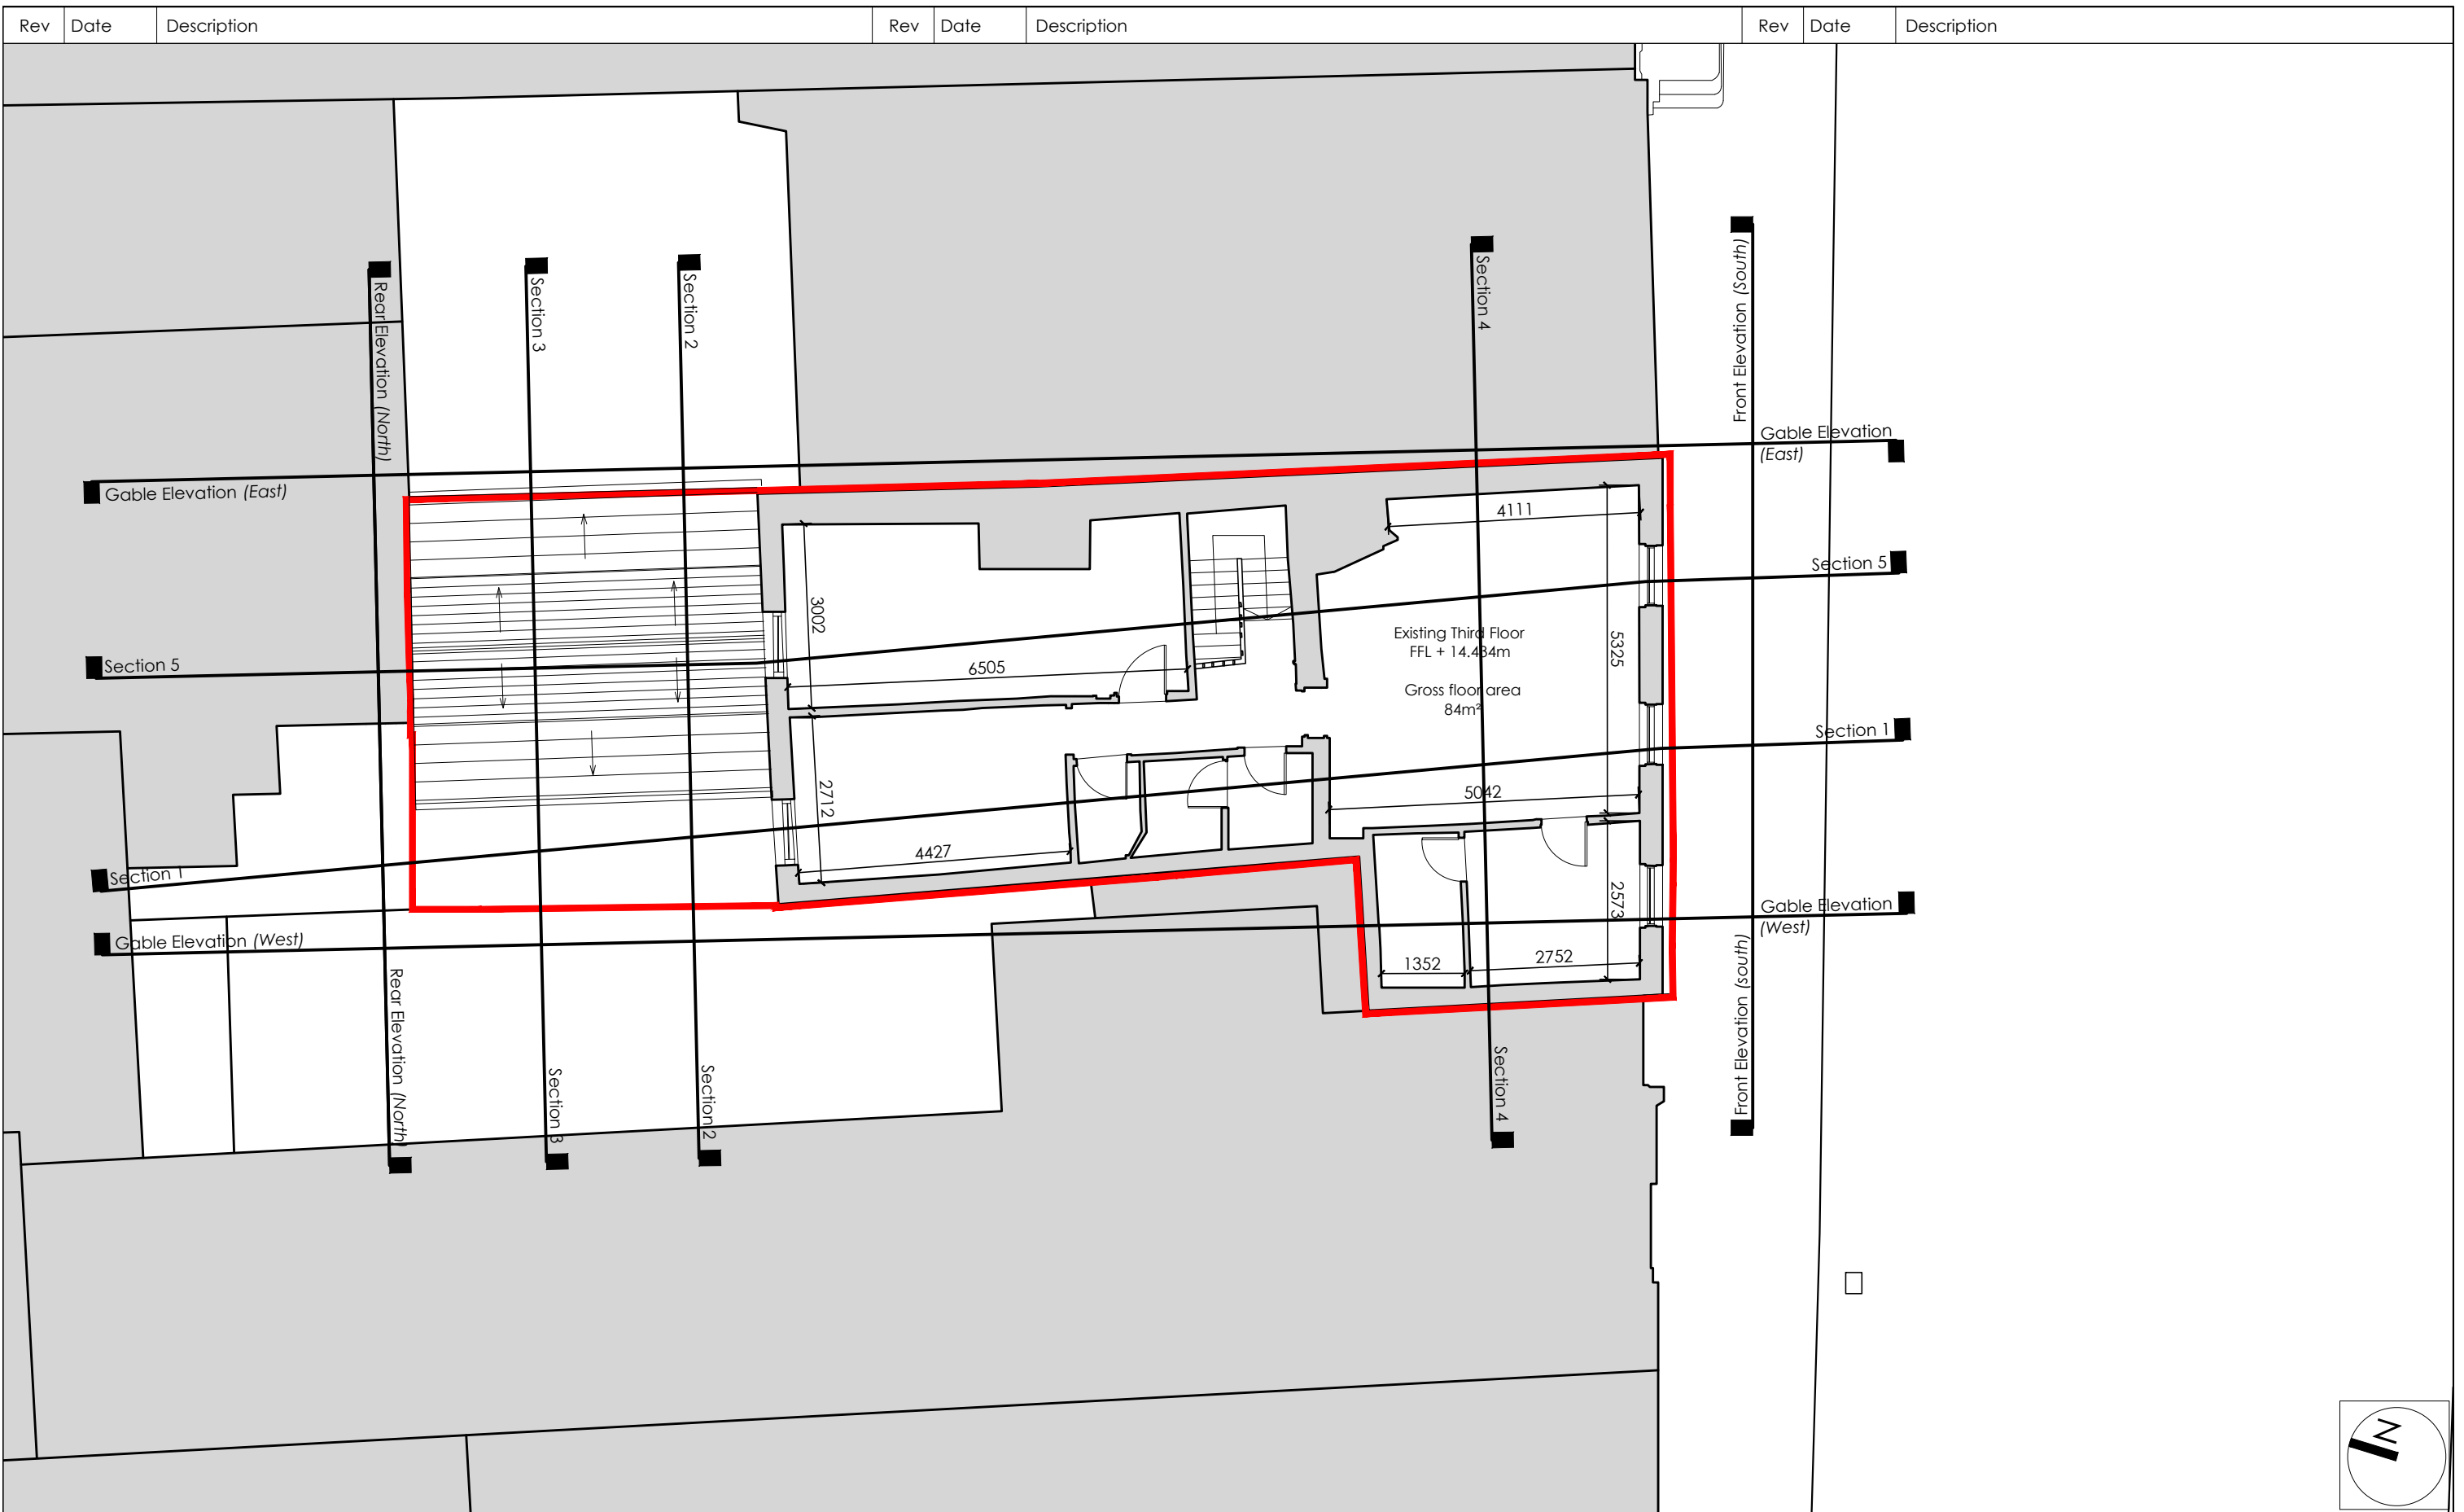 Rev Date Description Rev Date Description Rev Date Description
Rear Elevation (North)
Section 3
Section 2
Section 4
Front Elevation (South)
Gable Elevation
(East)
Gable Elevation (East)
4111
Section 5
3002
Existing Third Floor
FFL + 14.484m
5325
Section 5
6505
Gross floor area
84m²
Section 1
2712
5042
4427
Section 1
2573
Gable Elevation
(West)
Gable Elevation (West)
1352
2752
Rear Elevation (North)
Section 3
Section 2
Section 4
Front Elevation (south)
N